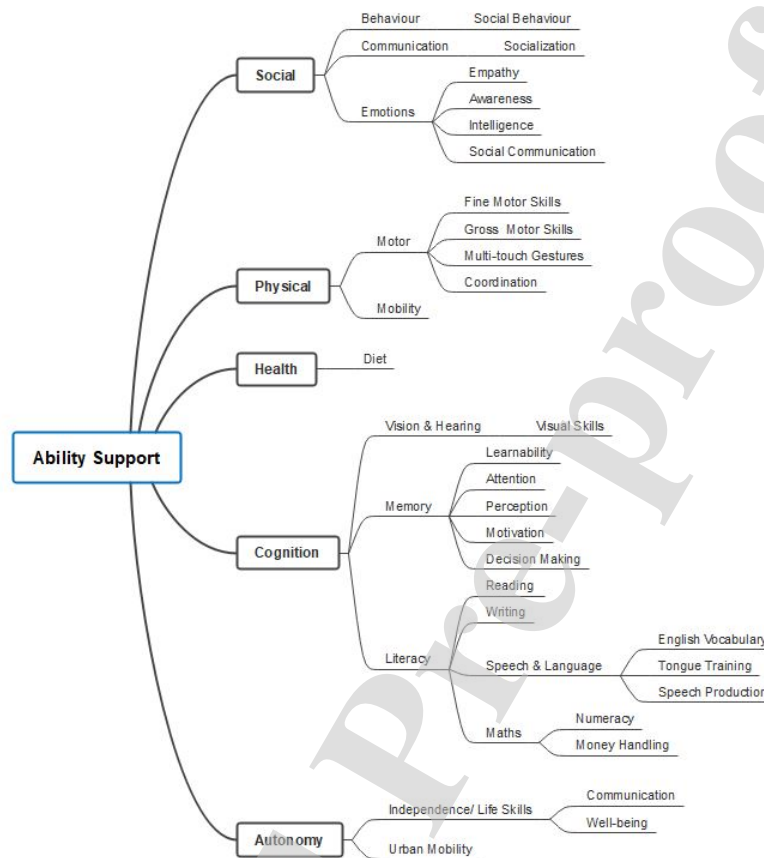 Ability Support
Social
Behaviour
Social Behaviour
Communication
Socialization
Emotions
Empathy
Awareness
Intelligence
Social Communication
Physical
Motor
Fine Motor Skills
Gross Motor Skills
Multi-touch Gestures
Coordination
Mobility
Health
Diet
Cognition
Vision & Hearing
Visual Skills
Memory
Learnability
Attention
Perception
Motivation
Decision Making
Literacy
Reading
Writing
Speech & Language
English Vocabulary
Tongue Training
Speech Production
Maths
Numeracy
Money Handling
Autonomy
Independence/ Life Skills
Communication
Well-being
Urban Mobility
Pre-proof